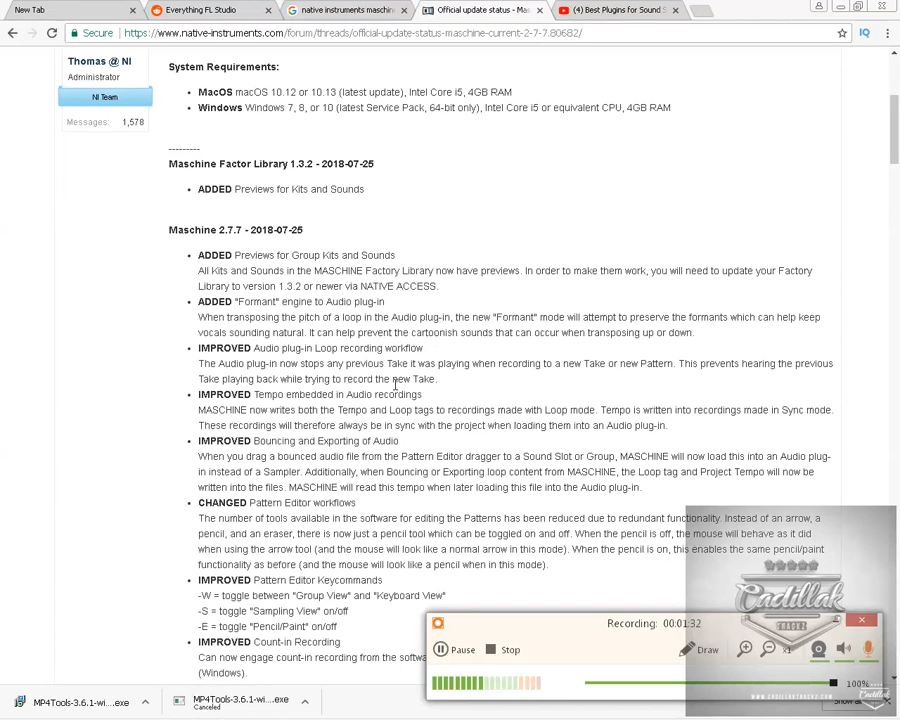 New Tab
Everything FL Studio
native instruments maschin
Official update status - Mas
(4) Best Plugins for Sound S
Secure
https://www.native-instruments.com/forum/threads/official-update-status-maschine-current-2-7-7.80682/
IQ
Thomas @ NI
Administrator
NI Team
Messages: 1,578
System Requirements:
MacOS macOS 10.12 or 10.13 (latest update), Intel Core i5, 4GB RAM
Windows Windows 7, 8, or 10 (latest Service Pack, 64-bit only), Intel Core i5 or equivalent CPU, 4GB RAM
---------
Maschine Factor Library 1.3.2 - 2018-07-25
ADDED Previews for Kits and Sounds
Maschine 2.7.7 - 2018-07-25
ADDED Previews for Group Kits and Sounds
All Kits and Sounds in the MASCHINE Factory Library now have previews. In order to make them work, you will need to update your Factory
Library to version 1.3.2 or newer via NATIVE ACCESS.
ADDED "Formant" engine to Audio plug-in
When transposing the pitch of a loop in the Audio plug-in, the new "Formant" mode will attempt to preserve the formants which can help keep
vocals sounding natural. It can help prevent the cartoonish sounds that can occur when transposing up or down.
IMPROVED Audio plug-in Loop recording workflow
The Audio plug-in now stops any previous Take it was playing when recording to a new Take or new Pattern. This prevents hearing the previous
Take playing back while trying to record the new Take.
IMPROVED Tempo embedded in Audio recordings
MASCHINE now writes both the Tempo and Loop tags to recordings made with Loop mode. Tempo is written into recordings made in Sync mode.
These recordings will therefore always be in sync with the project when loading them into an Audio plug-in.
IMPROVED Bouncing and Exporting of Audio
When you drag a bounced audio file from the Pattern Editor dragger to a Sound Slot or Group, MASCHINE will now load this into an Audio plug-
in instead of a Sampler. Additionally, when Bouncing or Exporting loop content from MASCHINE, the Loop tag and Project Tempo will now be
written into the files. MASCHINE will read this tempo when later loading this file into the Audio plug-in.
CHANGED Pattern Editor workflows
The number of tools available in the software for editing the Patterns has been reduced due to redundant functionality. Instead of an arrow, a
pencil, and an eraser, there is now just a pencil tool which can be toggled on and off. When the pencil is off, the mouse will behave as it did
when using the arrow tool (and the mouse will look like a normal arrow in this mode). When the pencil is on, this enables the same pencil/paint
functionality as before (and the mouse will look like a pencil when in this mode).
IMPROVED Pattern Editor Keycommands
-W = toggle between "Group View" and "Keyboard View"
-S = toggle "Sampling View" on/off
-E = toggle "Pencil/Paint" on/off
IMPROVED Count-in Recording
Can now engage count-in recording from the softwa
(Windows).
Recording: 00:01:32
Pause
Stop
Draw
x1
100%
Cadillak
TRACKZ
WWW.CADILLAKTRACKZ.COM
MP4Tools-3.6.1-wi....exe
MP4Tools-3.6.1-wi....exe
Canceled
Show all